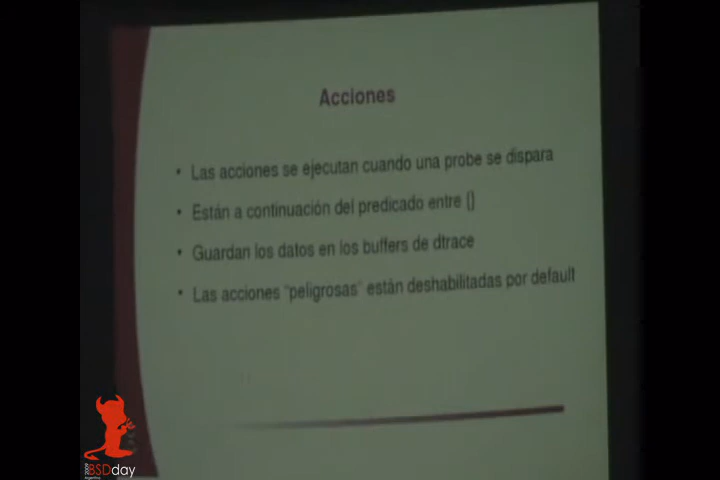 Acciones
• Las acciones se ejecutan cuando una probe se dispara
• Están a continuación del predicado entre {}
• Guardan los datos en los buffers de dtrace
• Las acciones "peligrosas" están deshabilitadas por default
2009
BSDday
Argentina